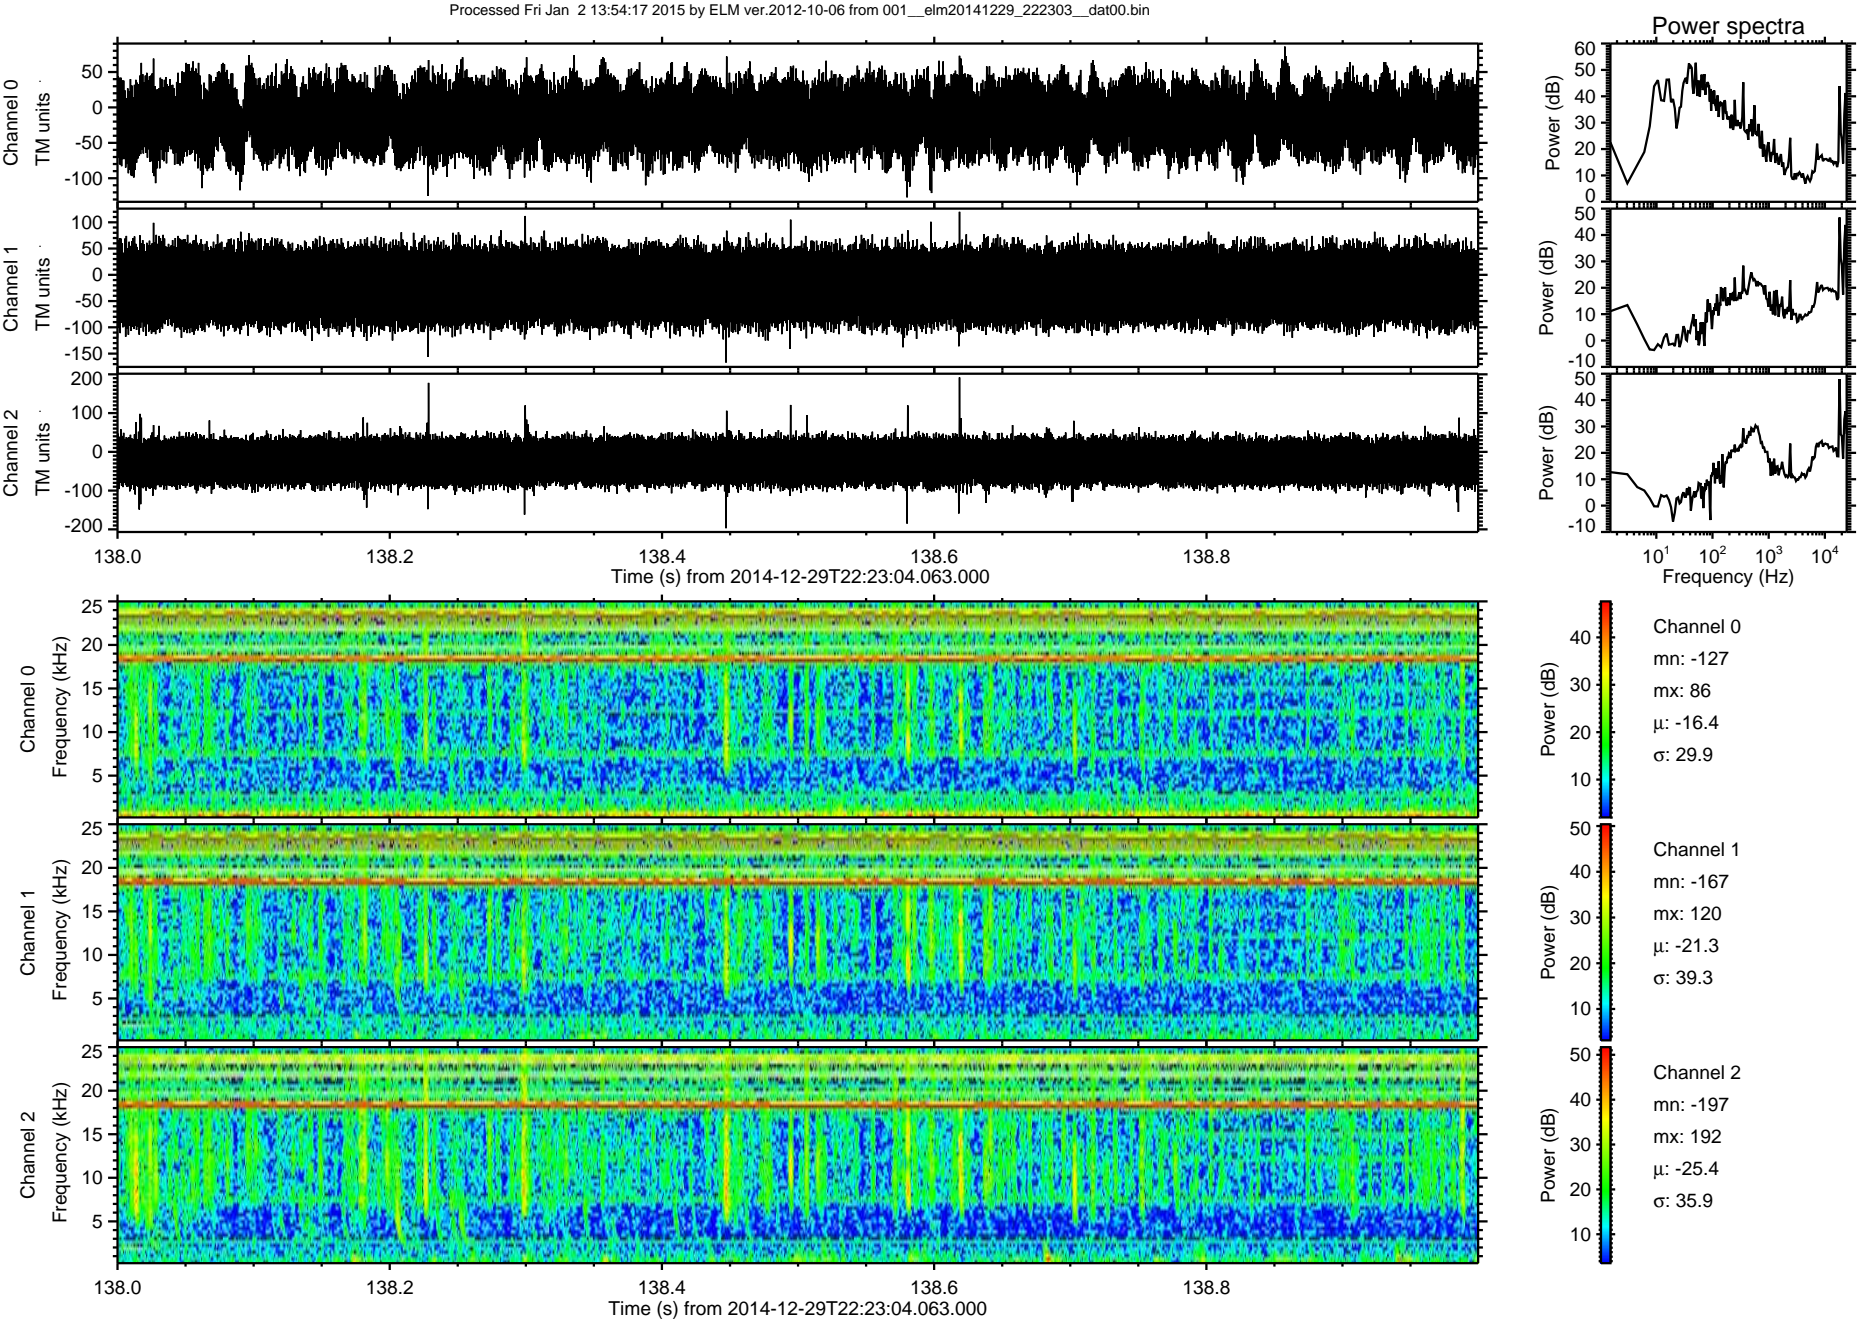 Processed Fri Jan  2 13:54:17 2015 by ELM ver.2012-10-06 from 001__elm20141229_222303__dat00.bin
Power spectra
Channel 0
TM units
50
0
-50
-100
Power (dB)
60
50
40
30
20
10
0
Channel 1
TM units
100
50
0
-50
-100
-150
Power (dB)
50
40
30
20
10
0
-10
Channel 2
TM units
200
100
0
-100
-200
Power (dB)
50
40
30
20
10
0
-10
138.0 138.2 138.4 138.6 138.8
Time (s) from 2014-12-29T22:23:04.063.000
10¹ 10² 10³ 10⁴
Frequency (Hz)
Channel 0
Frequency (kHz)
25
20
15
10
5
Power (dB)
40
30
20
10
Channel 0
mn: -127
mx: 86
μ: -16.4
σ: 29.9
Channel 1
Frequency (kHz)
25
20
15
10
5
Power (dB)
50
40
30
20
10
Channel 1
mn: -167
mx: 120
μ: -21.3
σ: 39.3
Channel 2
Frequency (kHz)
25
20
15
10
5
Power (dB)
50
40
30
20
10
Channel 2
mn: -197
mx: 192
μ: -25.4
σ: 35.9
138.0 138.2 138.4 138.6 138.8
Time (s) from 2014-12-29T22:23:04.063.000